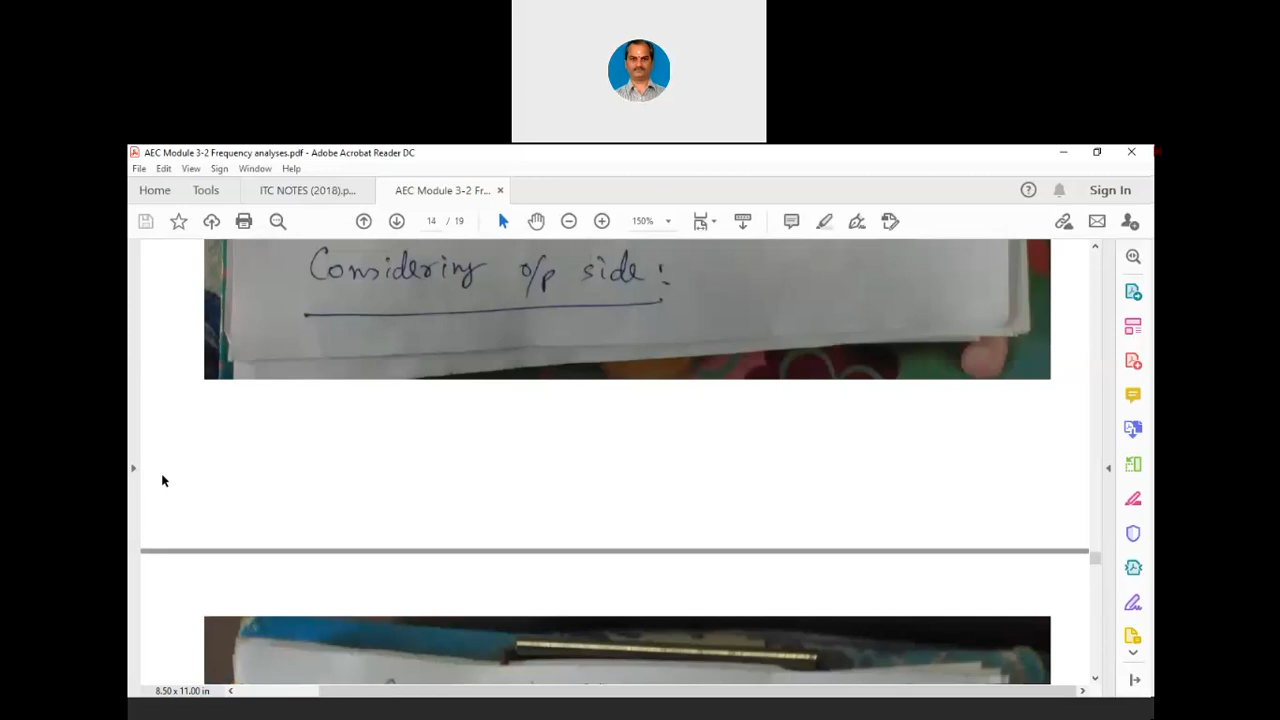 AEC Module 3-2 Frequency analyses.pdf - Adobe Acrobat Reader DC
File Edit View Sign Window Help
Home Tools ITC NOTES (2018).p... AEC Module 3-2 Fr... ×
Sign In
14 / 19 150%
Considering o/p side :
8.50 x 11.00 in